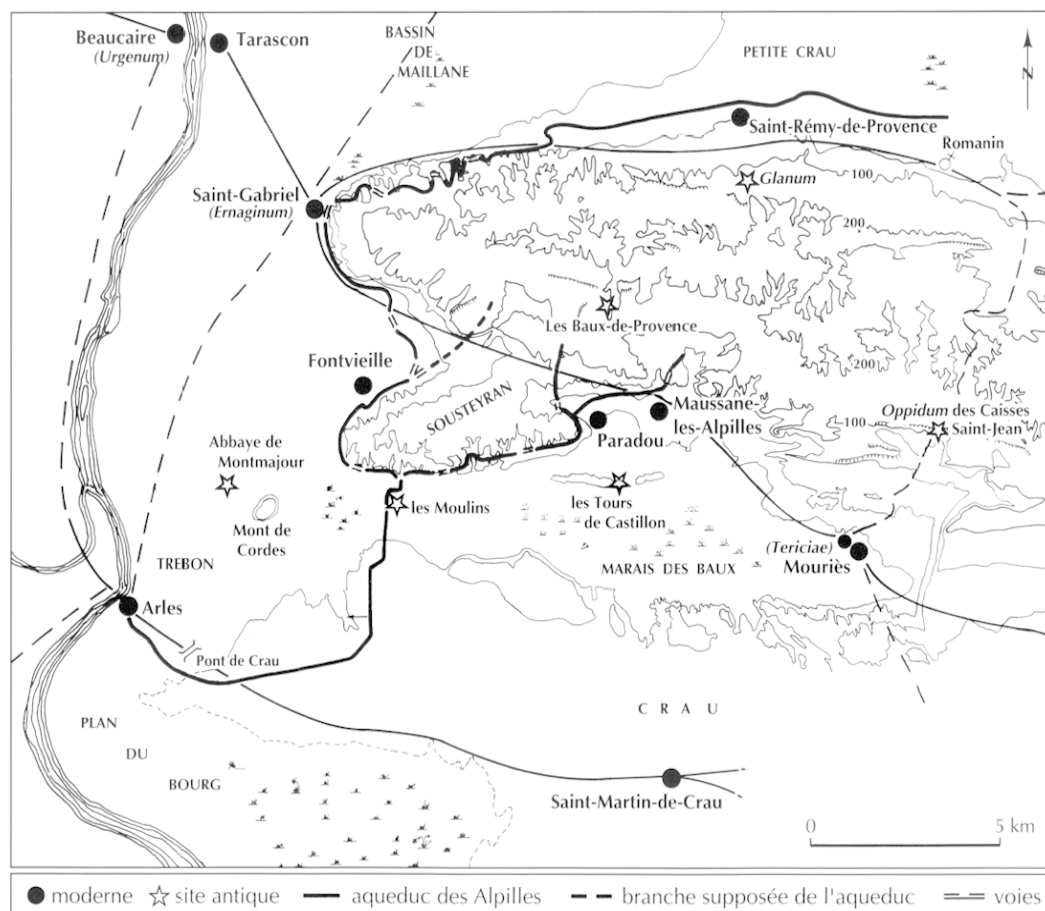 Beaucaire
(Urgenum)
Tarascon
BASSIN
DE
MAILLANE
PETITE CRAU
N
Saint-Rémy-de-Provence
Romanin
Glanum
100
Saint-Gabriel
(Ernaginum)
200
Les Baux-de-Provence
Fontvieille
200
SOUSTEYRAN
Maussane-
les-Alpilles
Paradou
100
Oppidum des Caisses
Saint-Jean
Abbaye de
Montmajour
les Moulins
les Tours
de Castillon
Mont de
Cordes
TREBON
MARAIS DES BAUX
(Tericiae)
Mouriès
Arles
Pont de Crau
PLAN
DU
BOURG
CRAU
Saint-Martin-de-Crau
0 5 km
moderne site antique aqueduc des Alpilles branche supposée de l'aqueduc voies